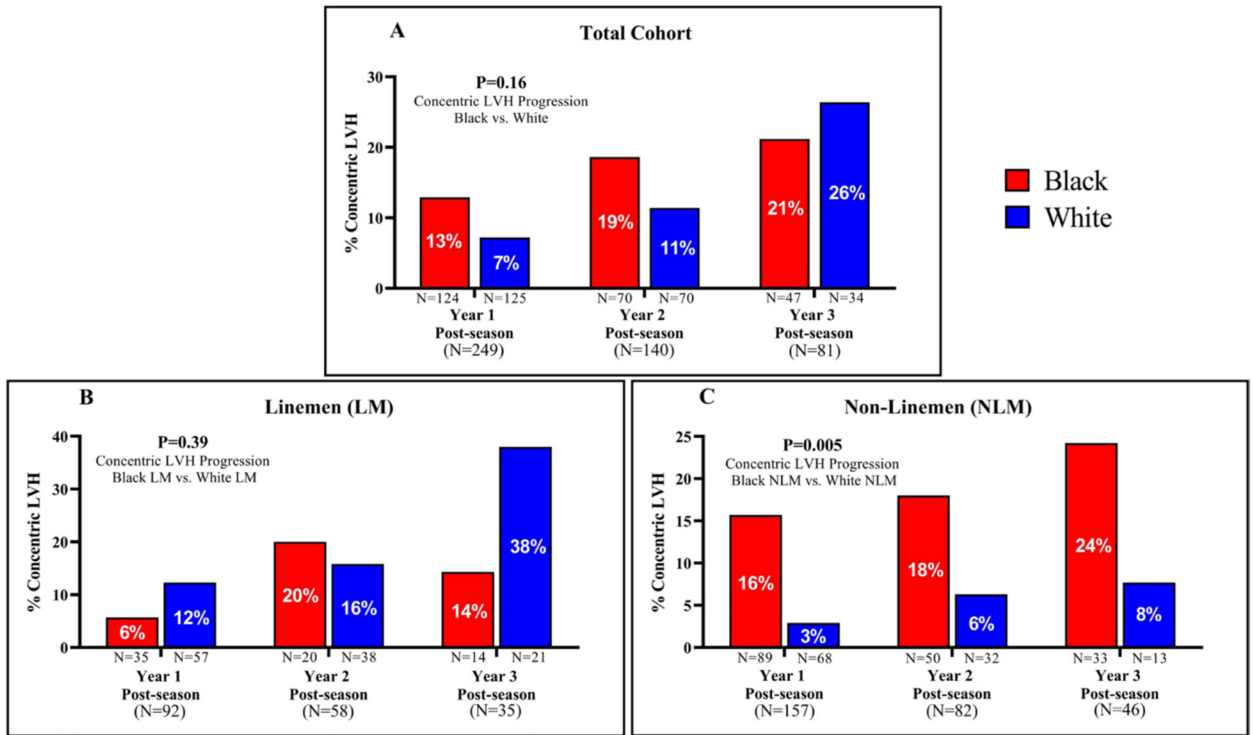 A
Total Cohort
P=0.16
Concentric LVH Progression
Black vs. White
% Concentric LVH
30
20
10
0
13%
7%
19%
11%
21%
26%
N=124 N=125
N=70 N=70
N=47 N=34
Year 1
Post-season
(N=249)
Year 2
Post-season
(N=140)
Year 3
Post-season
(N=81)
Black
White
B
Linemen (LM)
P=0.39
Concentric LVH Progression
Black LM vs. White LM
% Concentric LVH
40
30
20
10
0
6%
12%
20%
16%
14%
38%
N=35 N=57
N=20 N=38
N=14 N=21
Year 1
Post-season
(N=92)
Year 2
Post-season
(N=58)
Year 3
Post-season
(N=35)
C
Non-Linemen (NLM)
P=0.005
Concentric LVH Progression
Black NLM vs. White NLM
% Concentric LVH
25
20
15
10
5
0
16%
3%
18%
6%
24%
8%
N=89 N=68
N=50 N=32
N=33 N=13
Year 1
Post-season
(N=157)
Year 2
Post-season
(N=82)
Year 3
Post-season
(N=46)